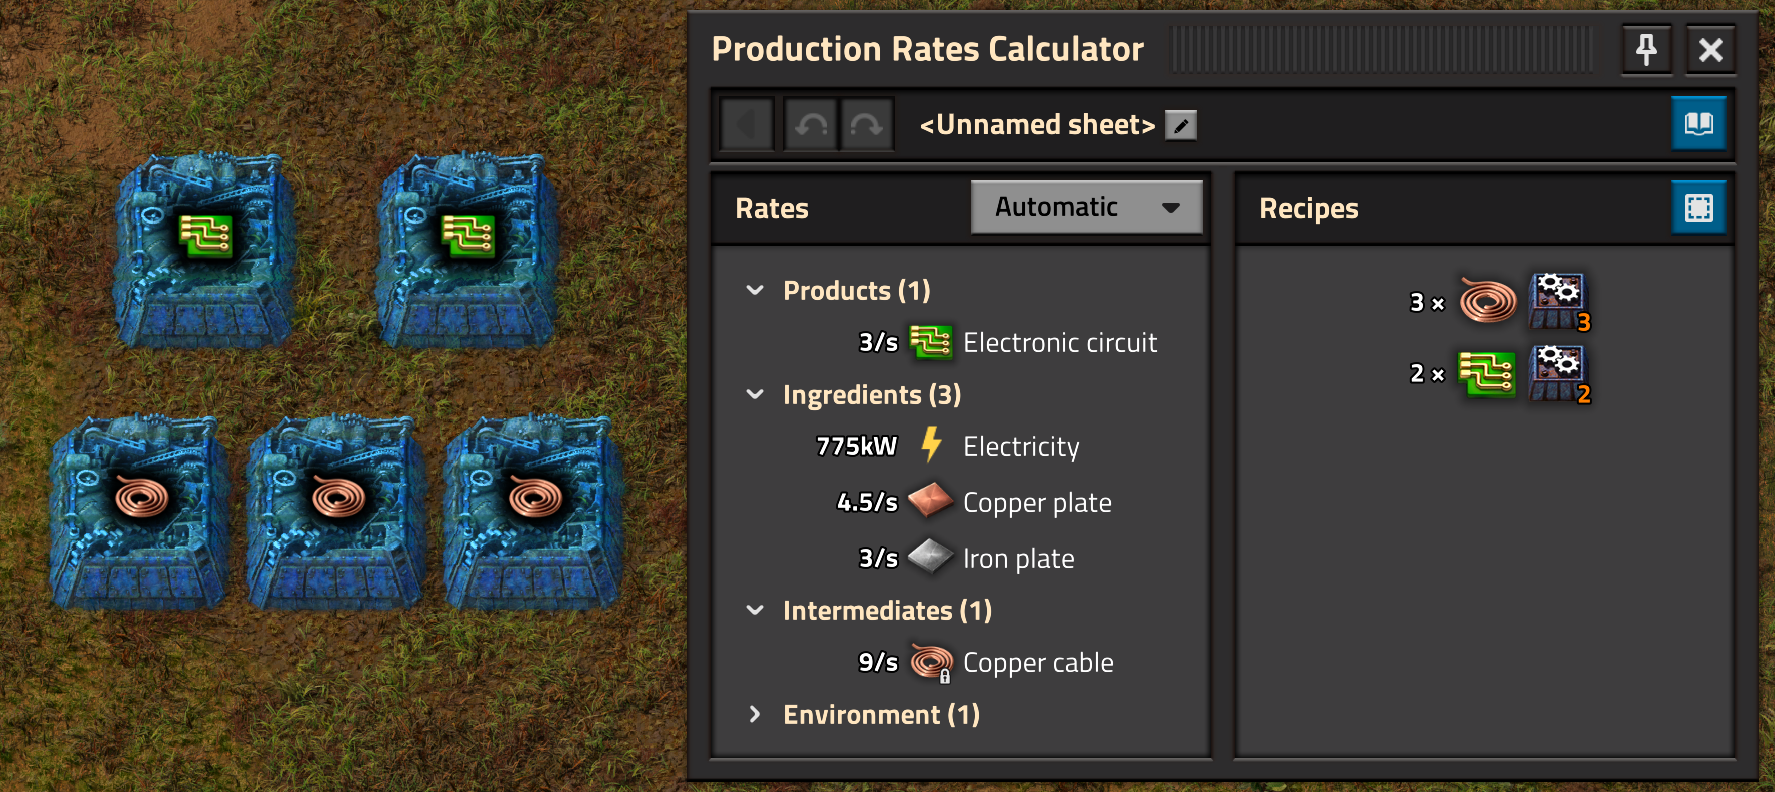 Production Rates Calculator
<Unnamed sheet>
Rates
Automatic
Recipes
Products (1)
3/s Electronic circuit
Ingredients (3)
775kW Electricity
4.5/s Copper plate
3/s Iron plate
Intermediates (1)
9/s Copper cable
Environment (1)
3 × 3
2 × 2